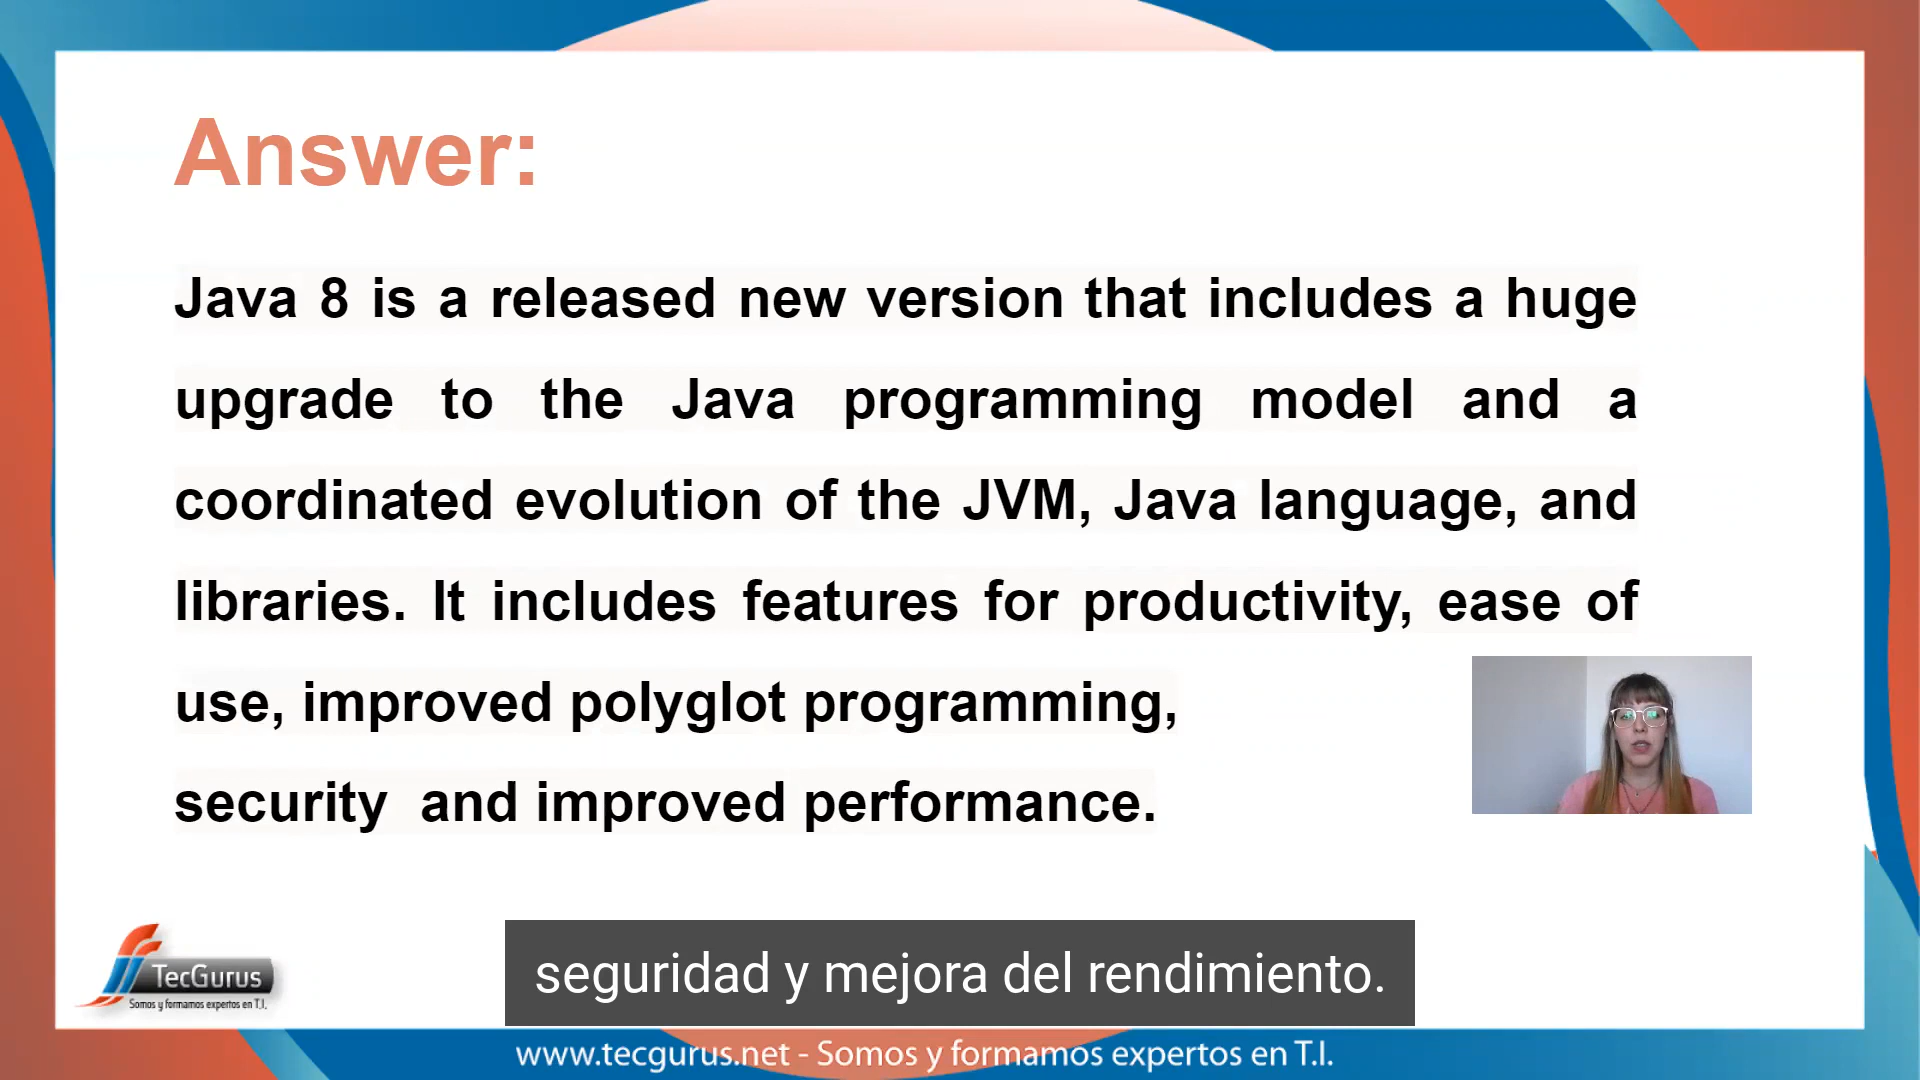 Answer:
Java 8 is a released new version that includes a huge
upgrade to the Java programming model and a
coordinated evolution of the JVM, Java language, and
libraries. It includes features for productivity, ease of
use, improved polyglot programming,
security and improved performance.
TecGurus
Somos y formamos expertos en T.I.
seguridad y mejora del rendimiento.
www.tecgurus.net - Somos y formamos expertos en T.I.